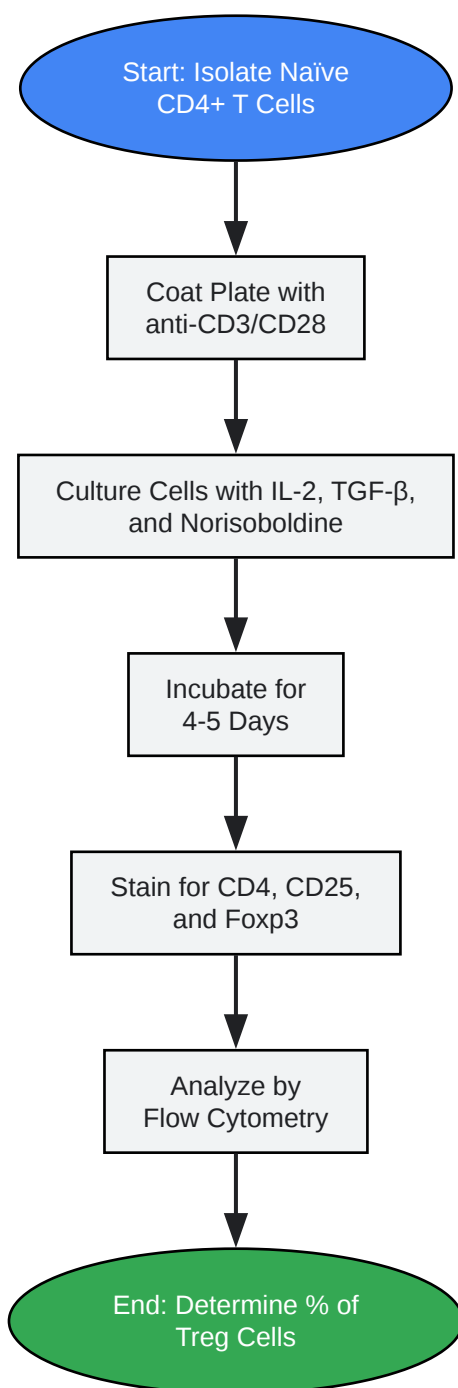 Start: Isolate Naïve
CD4+ T Cells
Coat Plate with
anti-CD3/CD28
Culture Cells with IL-2, TGF-β,
and Norisoboldine
Incubate for
4-5 Days
Stain for CD4, CD25,
and Foxp3
Analyze by
Flow Cytometry
End: Determine % of
Treg Cells